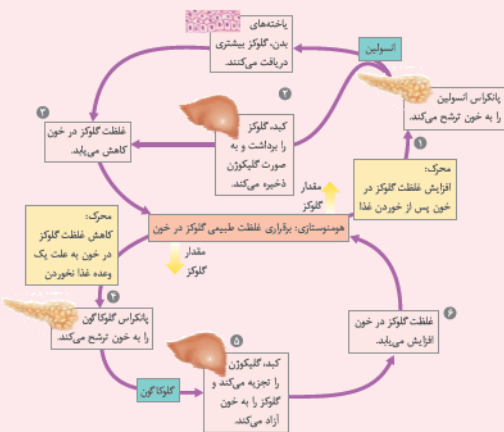 یاخته‌های
بدن، گلوکز بیشتری
دریافت می‌کنند.
انسولین
پانکراس انسولین
را به خون ترشح می‌کند.
۱
محرک:
افزایش غلظت گلوکز در
خون پس از خوردن غذا
۲
کبد، گلوکز
را برداشت و به
صورت گلیکوژن
ذخیره می‌کند.
۳
غلظت گلوکز در خون
کاهش می‌یابد.
مقدار
گلوکز
هومئوستازی: برقراری غلظت طبیعی گلوکز در خون
مقدار
گلوکز
محرک:
کاهش غلظت گلوکز
در خون به علت یک
وعده غذا نخوردن
۴
پانکراس گلوکاگون
را به خون ترشح می‌کند.
گلوکاگون
۵
کبد، گلیکوژن
را تجزیه می‌کند و
گلوکز را به خون
آزاد می‌کند.
۶
غلظت گلوکز در خون
افزایش می‌یابد.